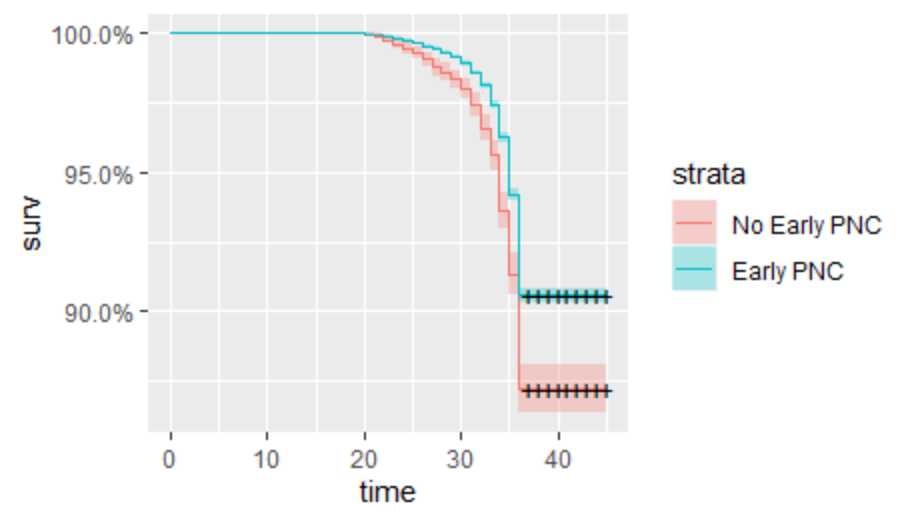 100.0%
95.0%
90.0%
surv
0 10 20 30 40
time
strata
No Early PNC
Early PNC